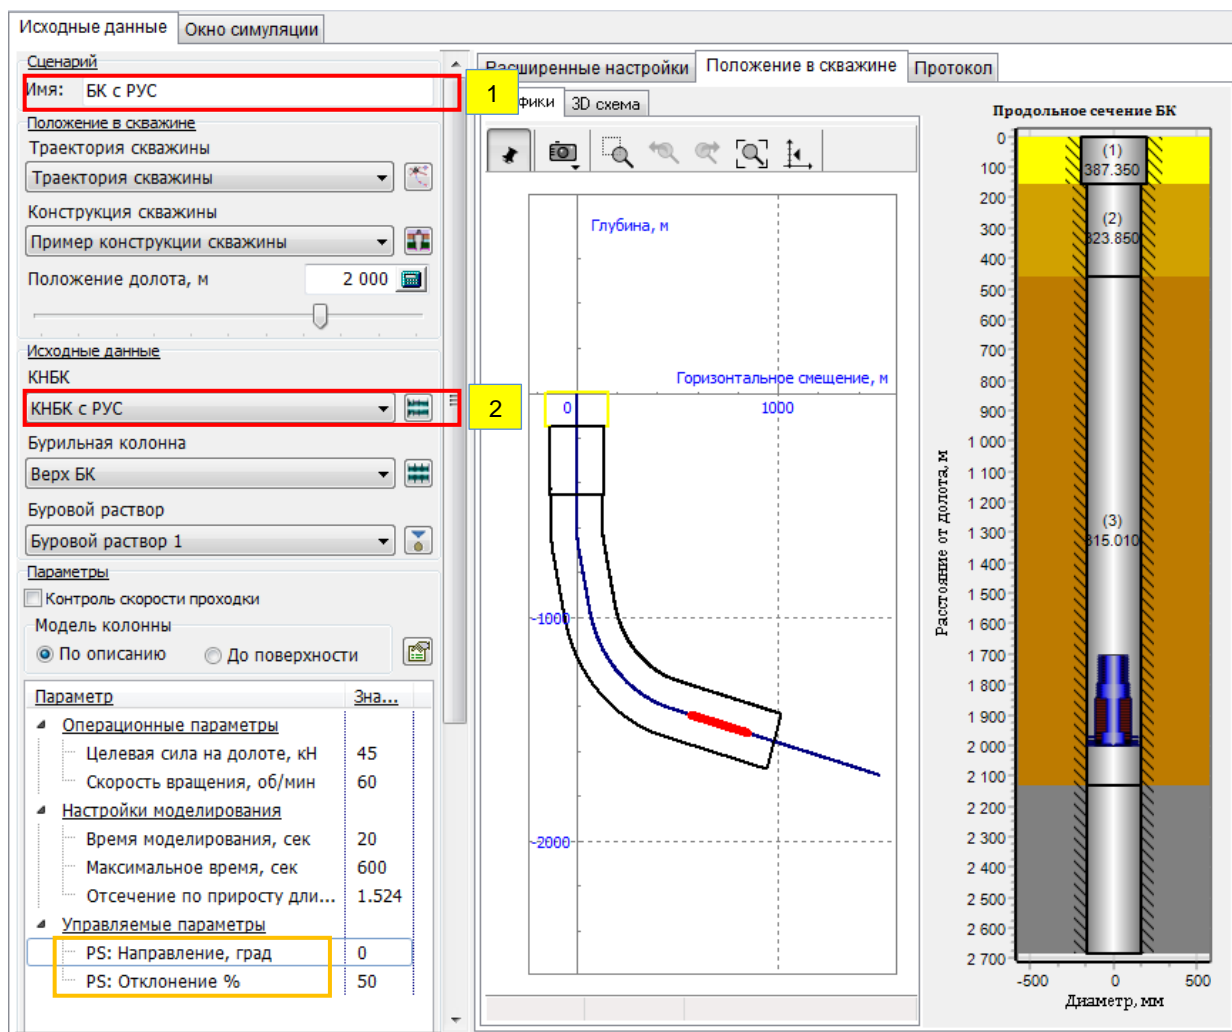 Исходные данные
Окно симуляции
Сценарий
Имя: БК с РУС
1
Положение в скважине
Траектория скважины
Траектория скважины
Конструкция скважины
Пример конструкции скважины
Положение долота, м 2 000
Исходные данные
КНБК
КНБК с РУС
2
Бурильная колонна
Верх БК
Буровой раствор
Буровой раствор 1
Параметры
Контроль скорости проходки
Модель колонны
По описанию До поверхности
Параметр Зна...
Операционные параметры
Целевая сила на долоте, кН 45
Скорость вращения, об/мин 60
Настройки моделирования
Время моделирования, сек 20
Максимальное время, сек 600
Отсечение по приросту дли... 1.524
Управляемые параметры
PS: Направление, град 0
PS: Отклонение % 50
Расширенные настройки Положение в скважине Протокол
фики 3D схема
Глубина, м
Горизонтальное смещение, м
0 1000
-1000
-2000
Продольное сечение БК
Расстояние от долота, м
0
100
200
300
400
500
600
700
800
900
1 000
1 100
1 200
1 300
1 400
1 500
1 600
1 700
1 800
1 900
2 000
2 100
2 200
2 300
2 400
2 500
2 600
2 700
(1)
387.350
(2)
323.850
(3)
315.010
-500 0 500
Диаметр, мм